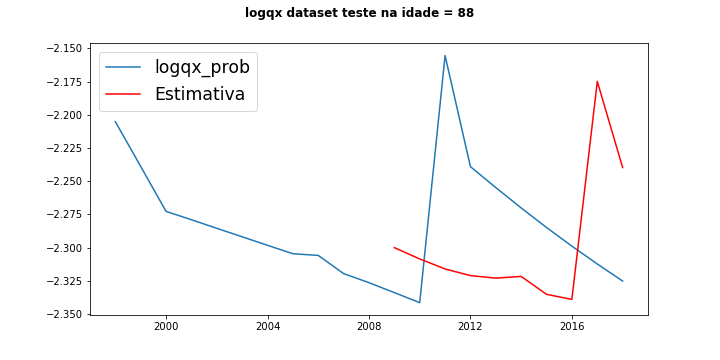 logqx dataset teste na idade = 88
−2.150
−2.175
−2.200
−2.225
−2.250
−2.275
−2.300
−2.325
−2.350
logqx_prob
Estimativa
2000 2004 2008 2012 2016